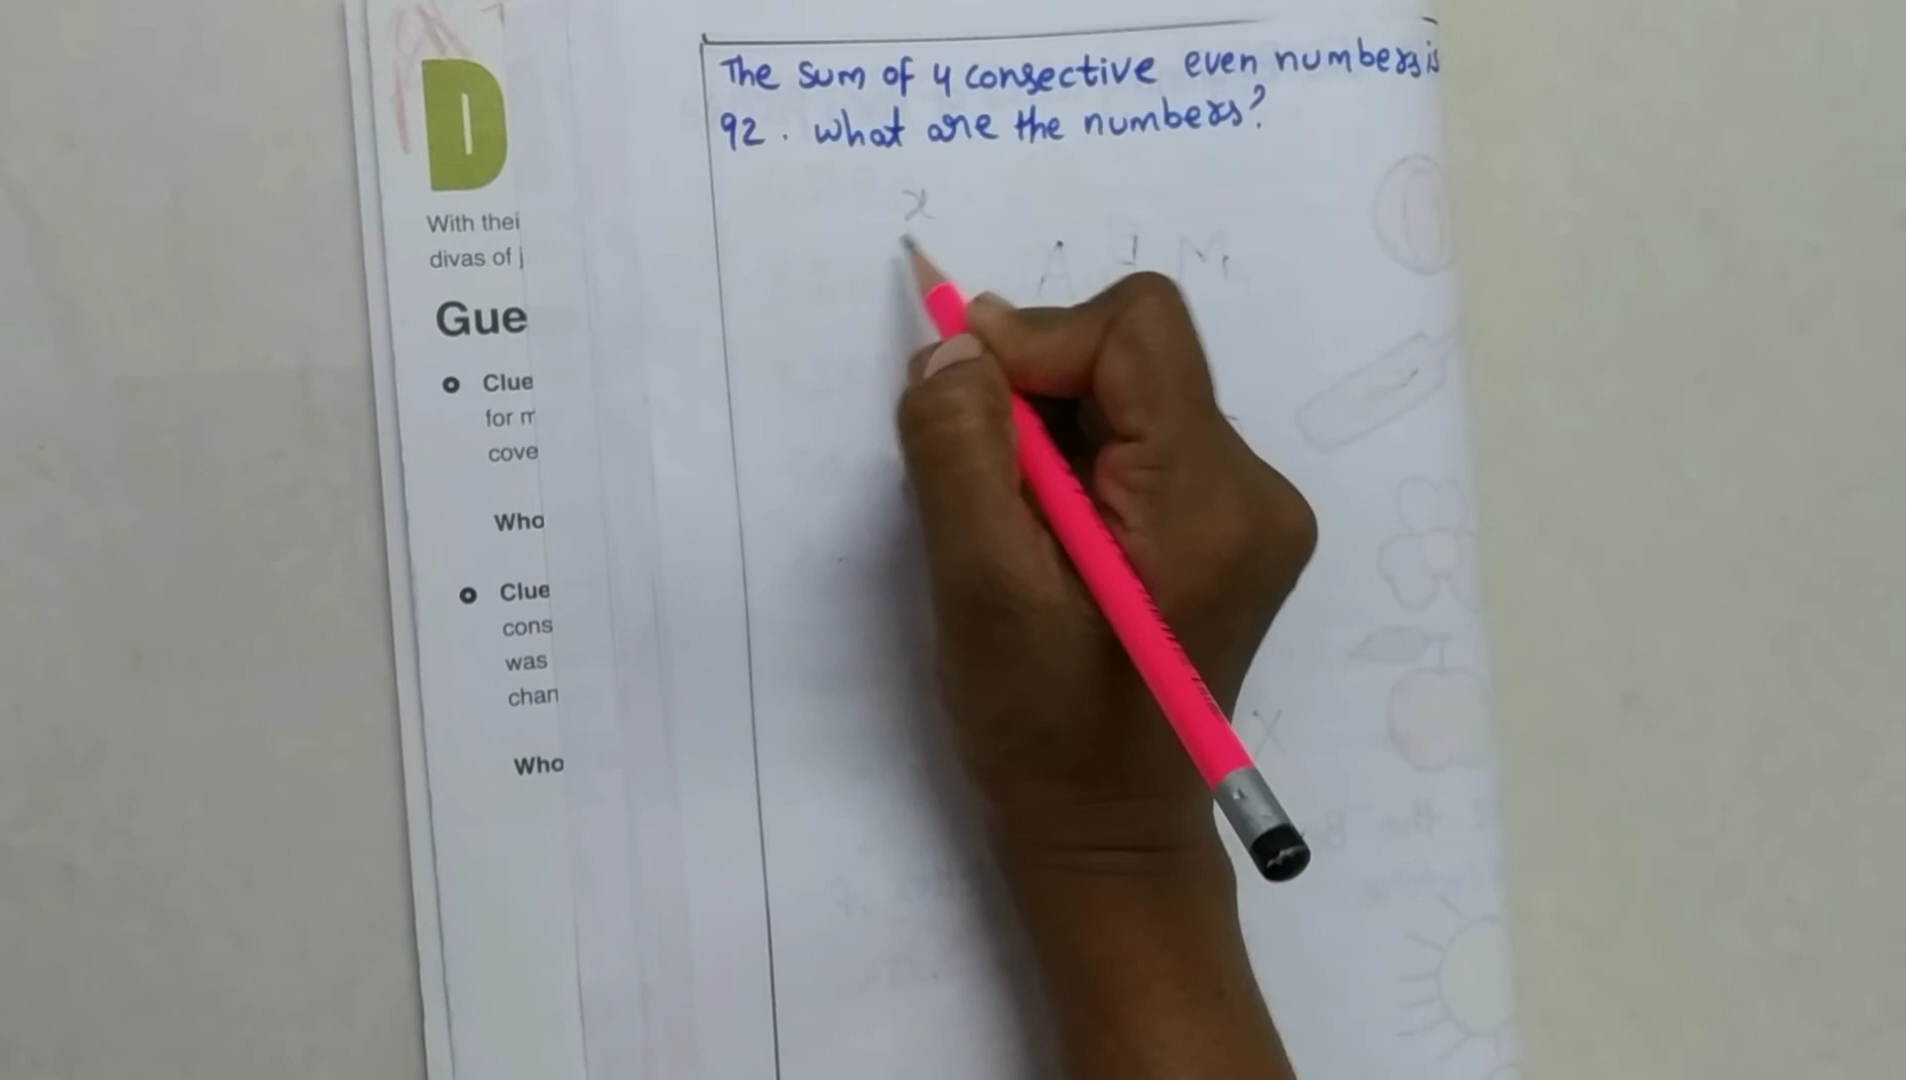 D
With thei
divas of j
Gue
Clue
for m
cove
Who
Clue
cons
was
chan
Who
The sum of 4 consective even numbers is
92. What are the numbers?
x